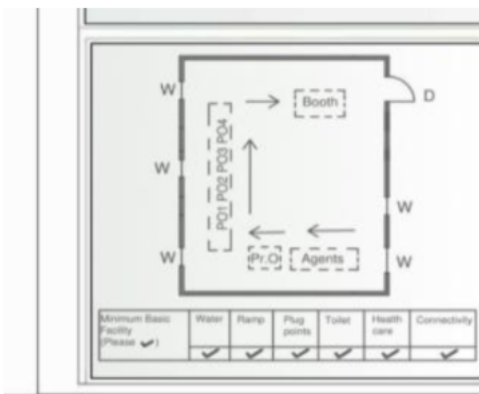 W
Booth
D
PO1 PO2 PO3 PO4
W
W
W
Pr.O
Agents
W
Minimum Basic
Facility
(Please ✔)
Water
Ramp
Plug
points
Toilet
Health
care
Connectivity
✔ ✔ ✔ ✔ ✔ ✔